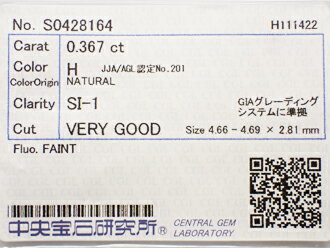 No. S0428164 H111422
Carat 0.367 ct
Color H JJA/AGL認定No.201
ColorOrigin NATURAL
Clarity SI-1 GIAグレーディング
システムに準拠
Cut VERY GOOD Size 4.66 - 4.69 × 2.81 mm
Fluo. FAINT
中央宝石研究所® CENTRAL GEM
LABORATORY